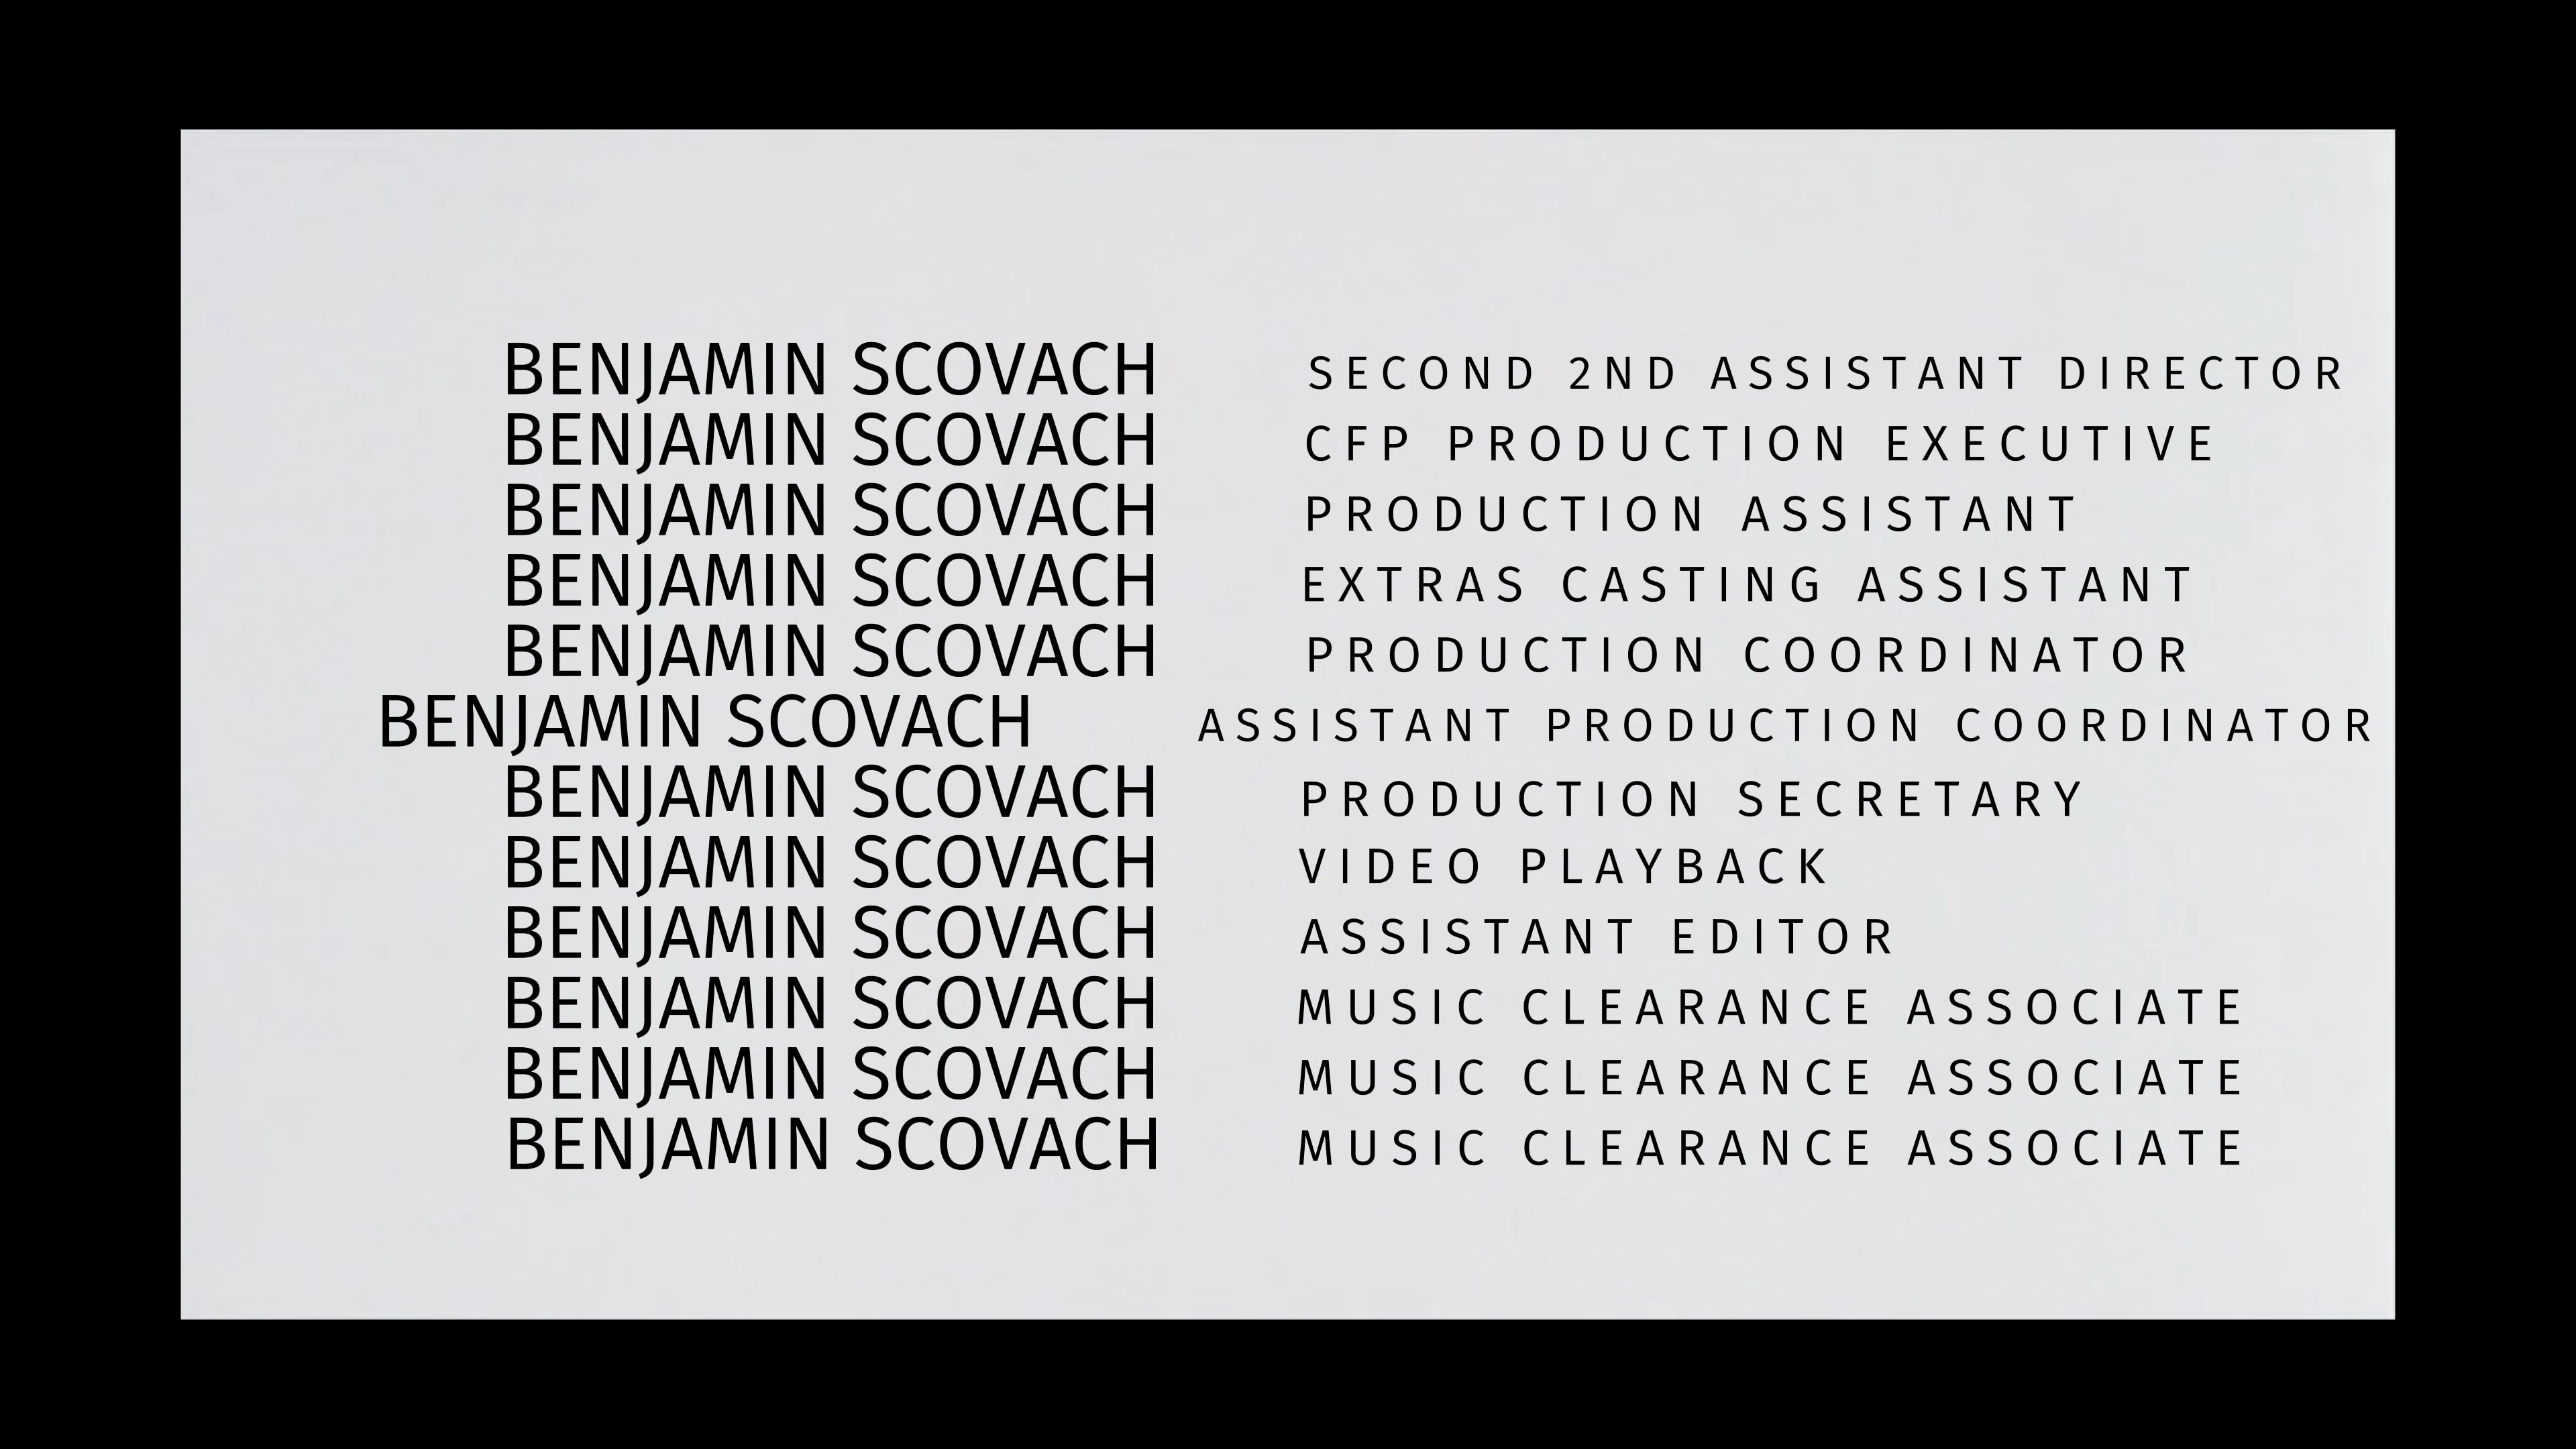 BENJAMIN SCOVACH SECOND 2ND ASSISTANT DIRECTOR
BENJAMIN SCOVACH CFP PRODUCTION EXECUTIVE
BENJAMIN SCOVACH PRODUCTION ASSISTANT
BENJAMIN SCOVACH EXTRAS CASTING ASSISTANT
BENJAMIN SCOVACH PRODUCTION COORDINATOR
BENJAMIN SCOVACH ASSISTANT PRODUCTION COORDINATOR
BENJAMIN SCOVACH PRODUCTION SECRETARY
BENJAMIN SCOVACH VIDEO PLAYBACK
BENJAMIN SCOVACH ASSISTANT EDITOR
BENJAMIN SCOVACH MUSIC CLEARANCE ASSOCIATE
BENJAMIN SCOVACH MUSIC CLEARANCE ASSOCIATE
BENJAMIN SCOVACH MUSIC CLEARANCE ASSOCIATE